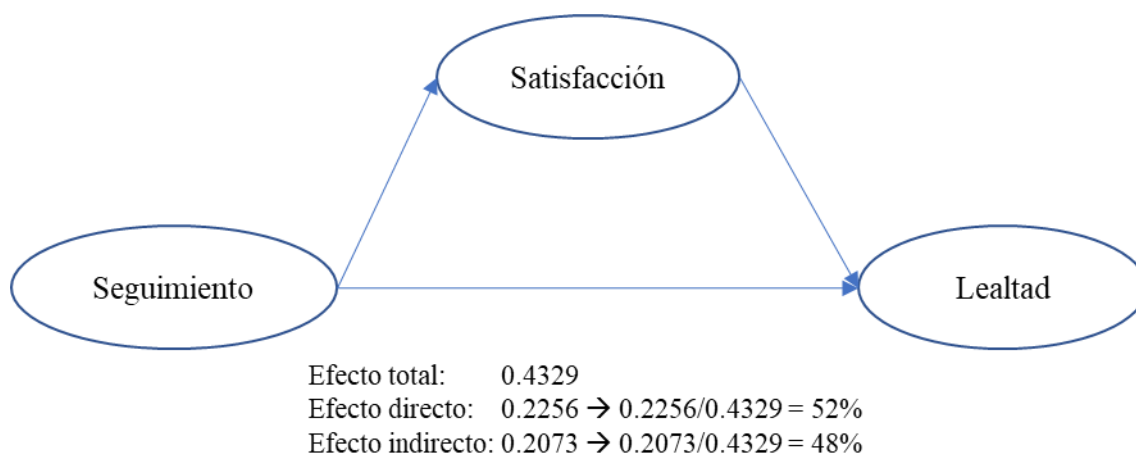 Satisfacción
Seguimiento
Lealtad
Efecto total: 0.4329
Efecto directo: 0.2256 → 0.2256/0.4329 = 52%
Efecto indirecto: 0.2073 → 0.2073/0.4329 = 48%